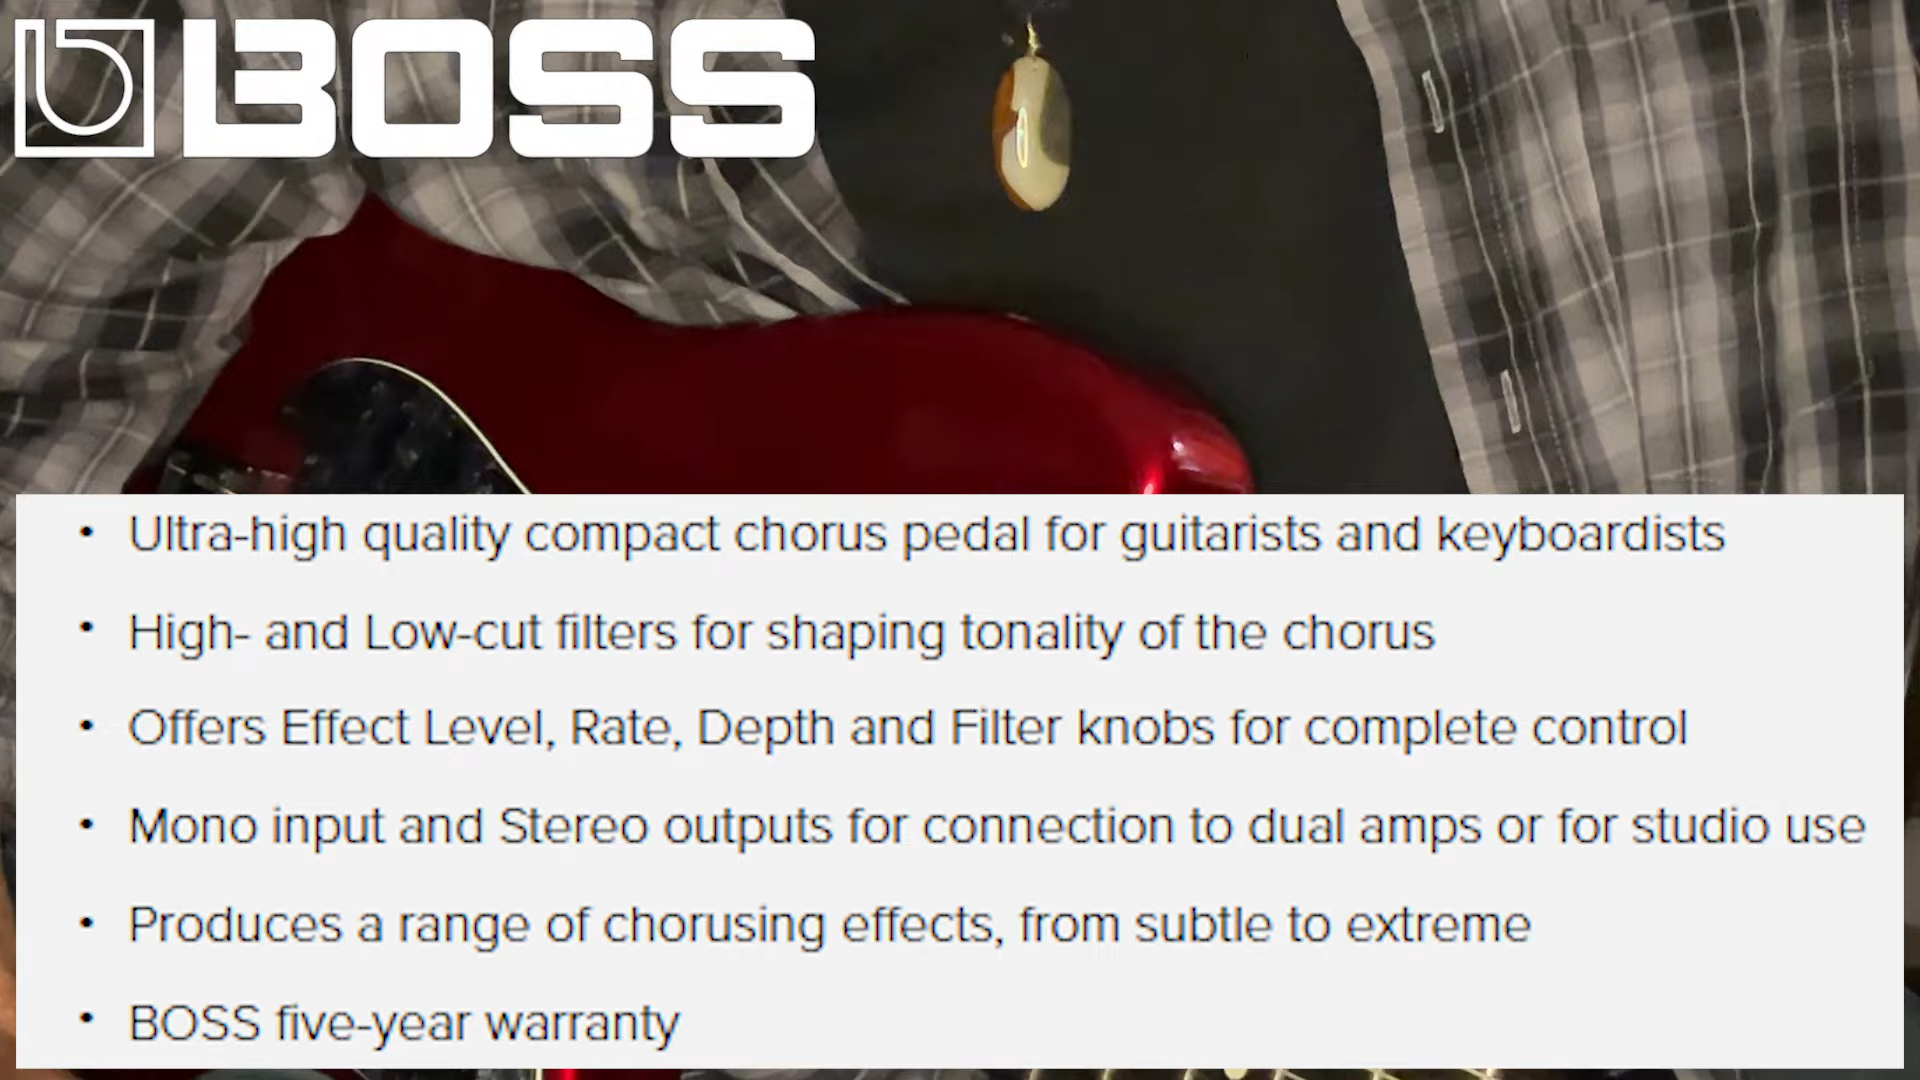 BOSS
• Ultra-high quality compact chorus pedal for guitarists and keyboardists
• High- and Low-cut filters for shaping tonality of the chorus
• Offers Effect Level, Rate, Depth and Filter knobs for complete control
• Mono input and Stereo outputs for connection to dual amps or for studio use
• Produces a range of chorusing effects, from subtle to extreme
• BOSS five-year warranty